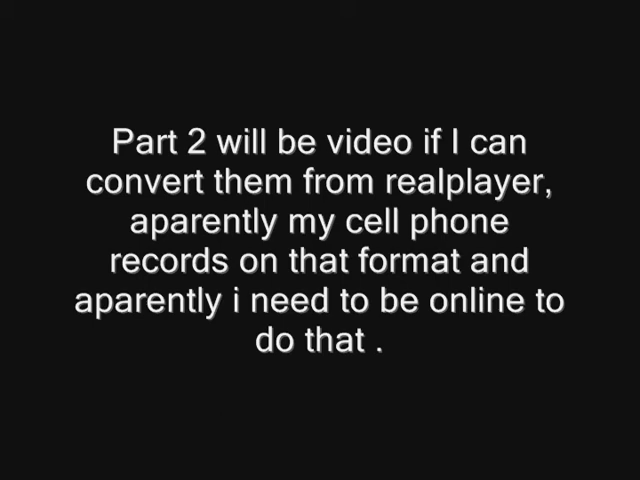 Part 2 will be video if I can
convert them from realplayer,
aparently my cell phone
records on that format and
aparently i need to be online to
do that .